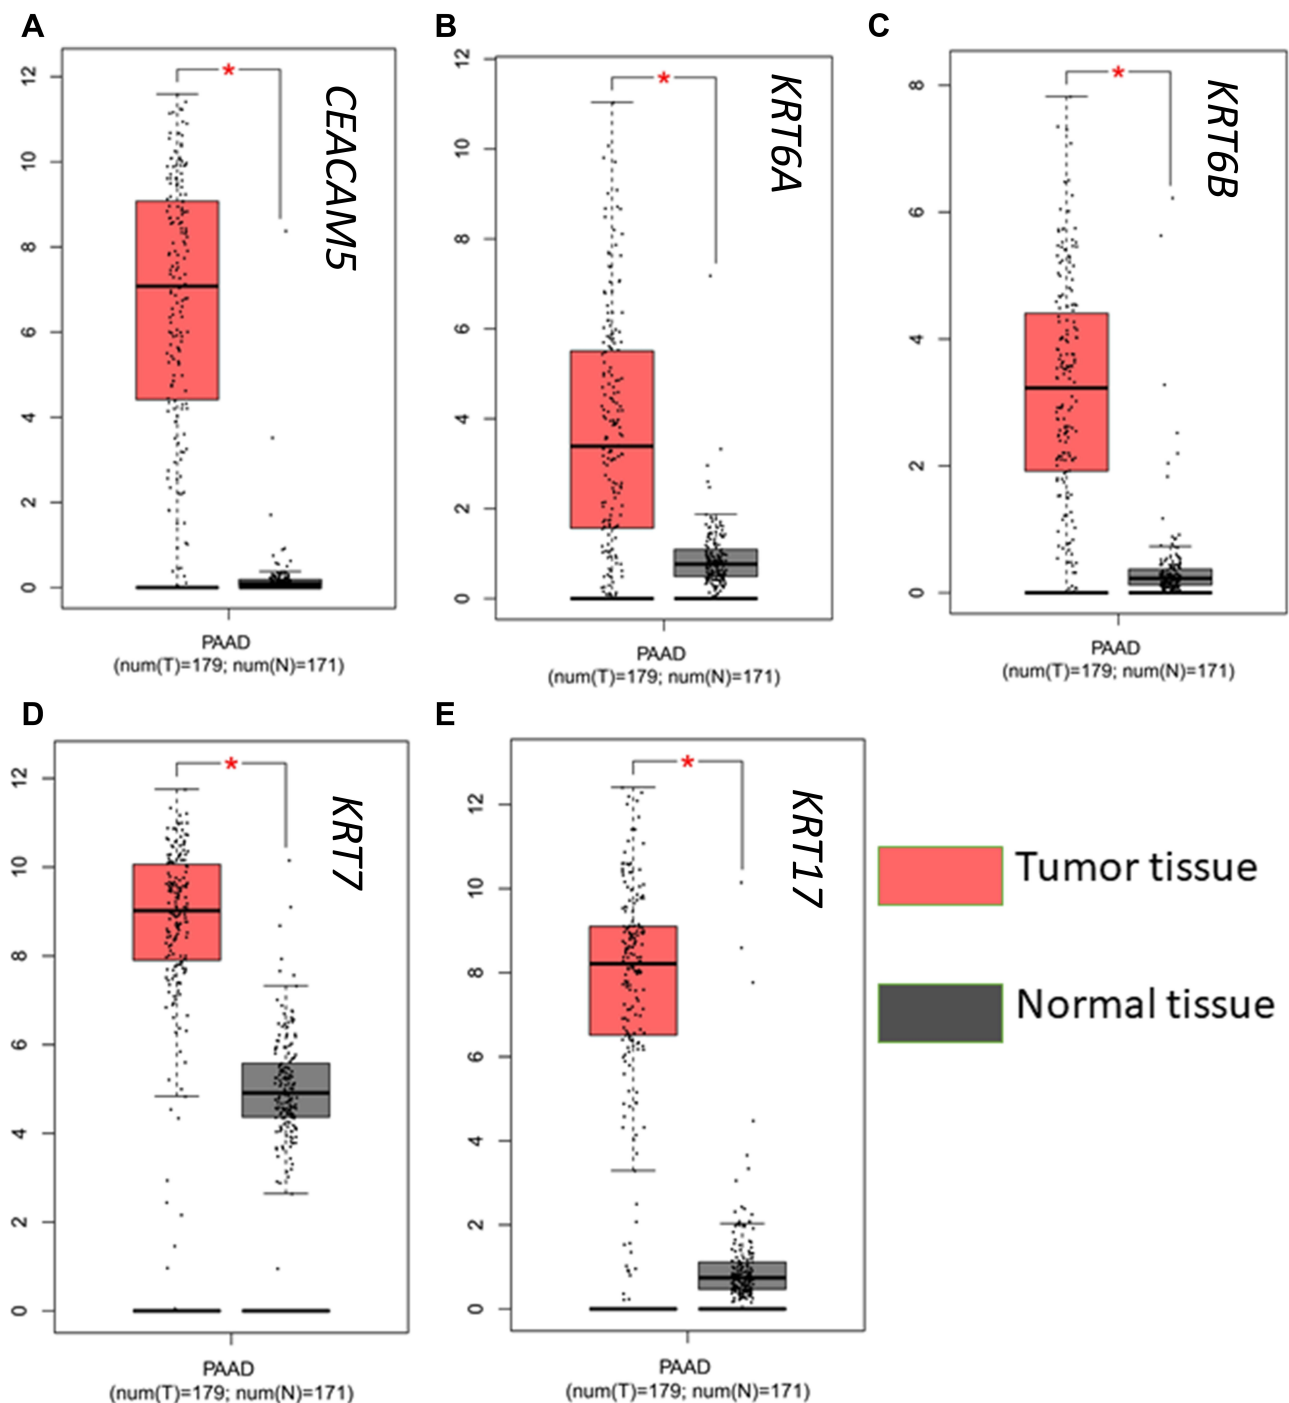 A
12
10
8
6
4
2
0
*
CEACAM5
PAAD
(num(T)=179; num(N)=171)
B
12
10
8
6
4
2
0
*
KRT6A
PAAD
(num(T)=179; num(N)=171)
C
8
6
4
2
0
*
KRT6B
PAAD
(num(T)=179; num(N)=171)
D
12
10
8
6
4
2
0
*
KRT7
PAAD
(num(T)=179; num(N)=171)
E
12
10
8
6
4
2
0
*
KRT17
PAAD
(num(T)=179; num(N)=171)
Tumor tissue
Normal tissue